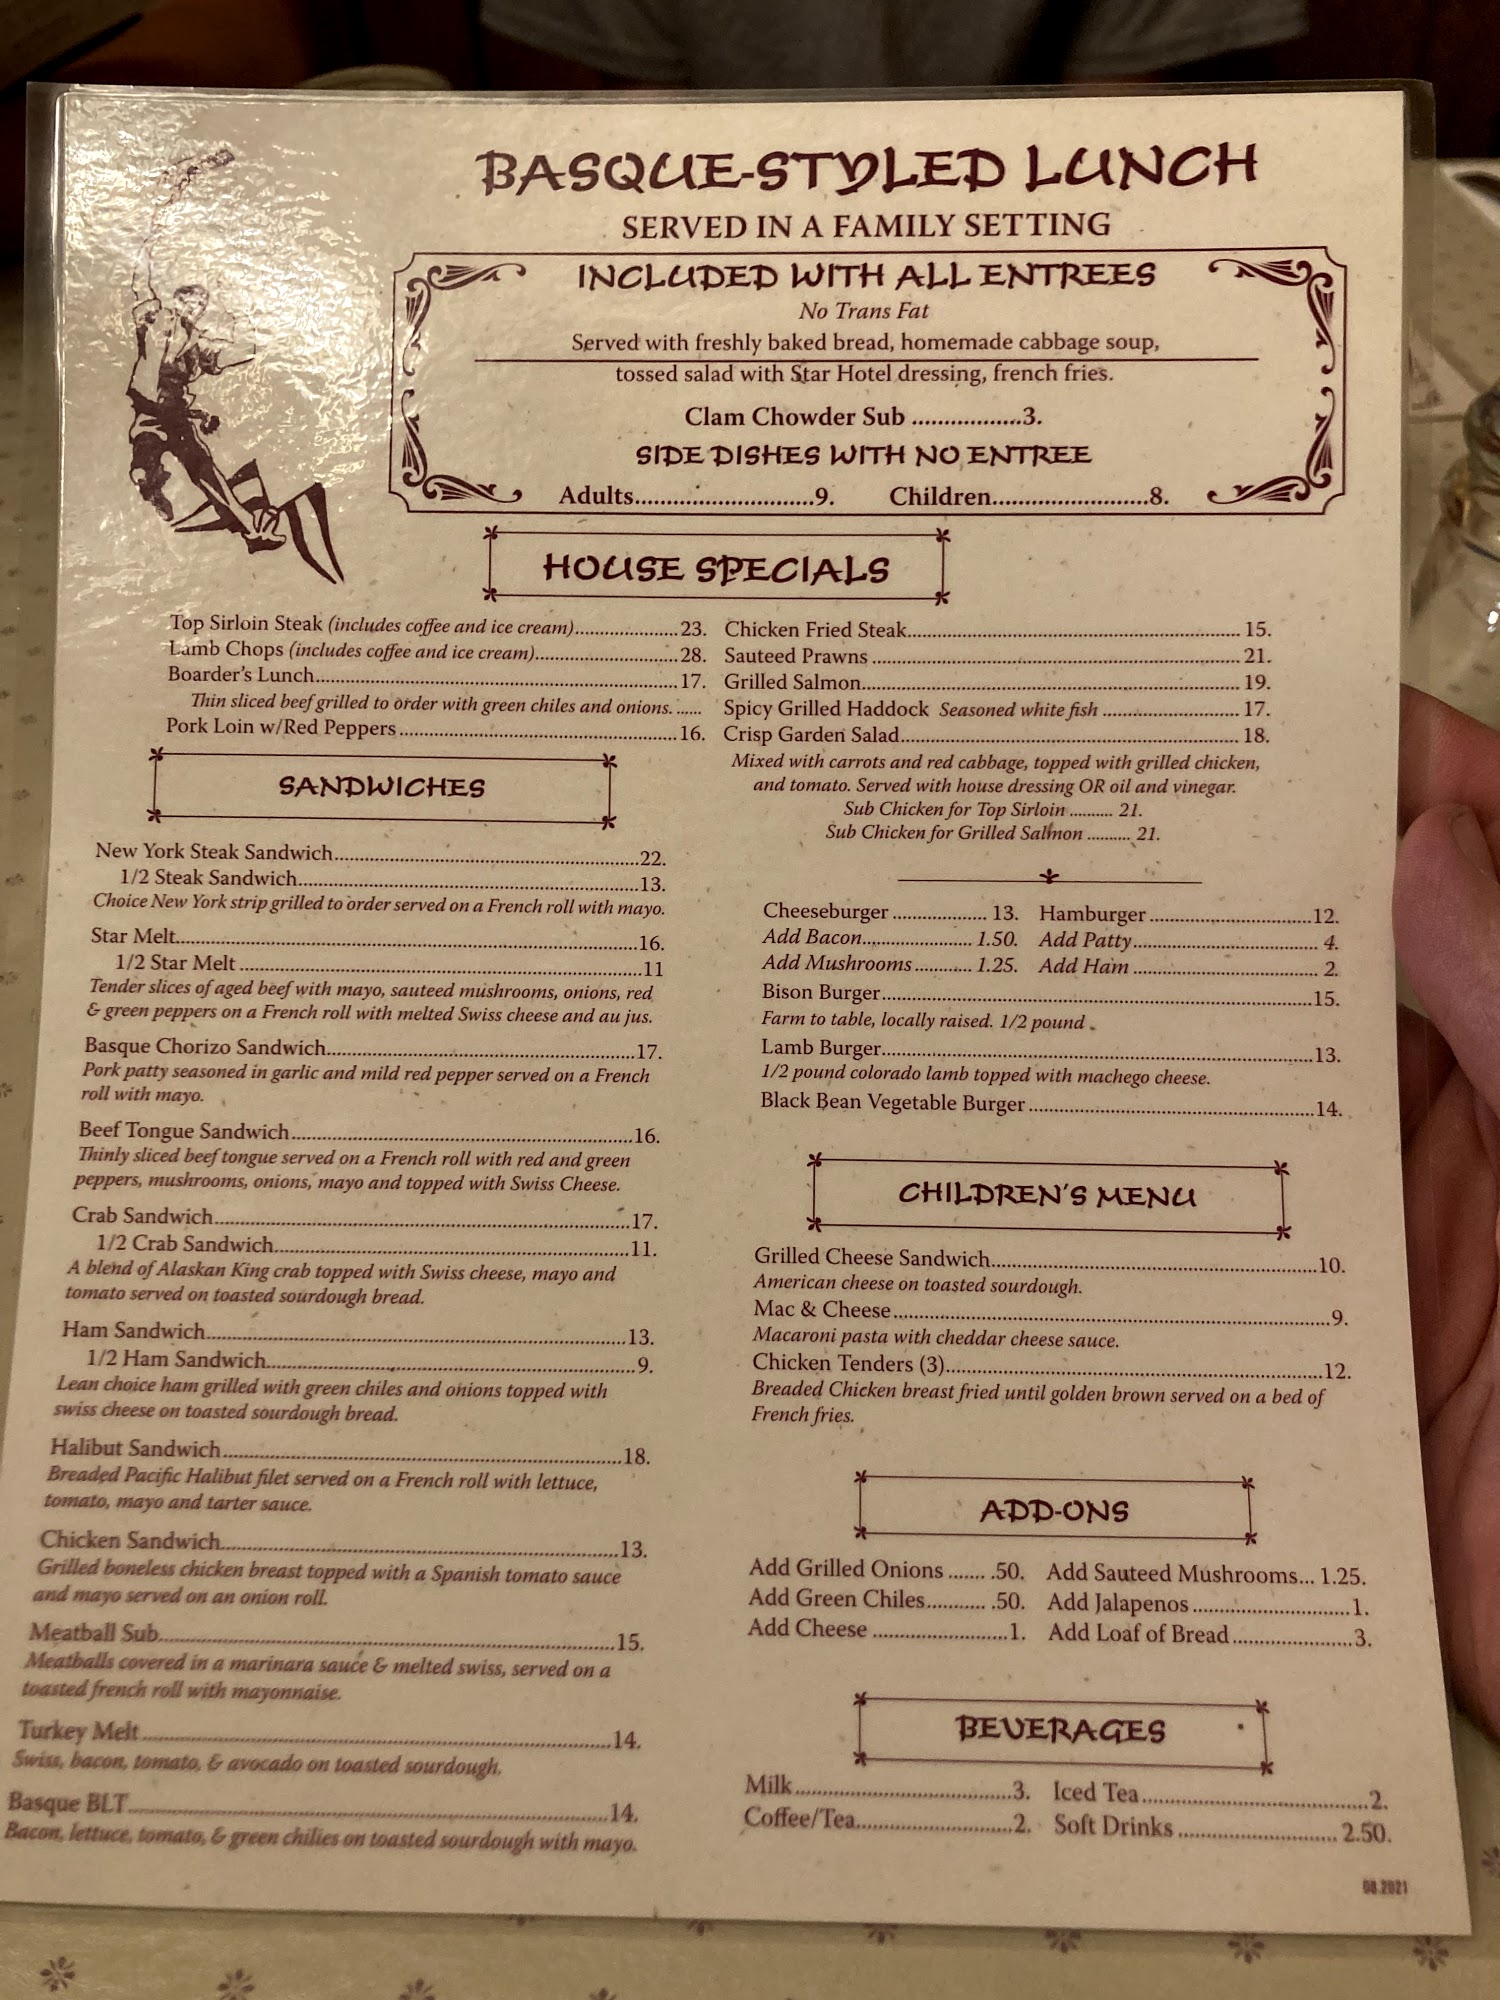 BASQUE-STYLED LUNCH
SERVED IN A FAMILY SETTING
INCLUDED WITH ALL ENTREES
No Trans Fat
Served with freshly baked bread, homemade cabbage soup,
tossed salad with Star Hotel dressing, french fries.
Clam Chowder Sub .................3.
SIDE DISHES WITH NO ENTREE
Adults..........................9. Children.......................8.
HOUSE SPECIALS
Top Sirloin Steak (includes coffee and ice cream)....................23.
Lamb Chops (includes coffee and ice cream)...........................28.
Boarder's Lunch.....................................................17.
Thin sliced beef grilled to order with green chiles and onions. ......
Pork Loin w/Red Peppers.............................................16.
Chicken Fried Steak.................................................15.
Sauteed Prawns .....................................................21.
Grilled Salmon......................................................19.
Spicy Grilled Haddock Seasoned white fish ..........................17.
Crisp Garden Salad..................................................18.
Mixed with carrots and red cabbage, topped with grilled chicken,
and tomato. Served with house dressing OR oil and vinegar.
Sub Chicken for Top Sirloin .......... 21.
Sub Chicken for Grilled Salmon .......... 21.
SANDWICHES
New York Steak Sandwich.............................................22.
1/2 Steak Sandwich..................................................13.
Choice New York strip grilled to order served on a French roll with mayo.
Star Melt...........................................................16.
1/2 Star Melt ......................................................11
Tender slices of aged beef with mayo, sauteed mushrooms, onions, red
& green peppers on a French roll with melted Swiss cheese and au jus.
Basque Chorizo Sandwich.............................................17.
Pork patty seasoned in garlic and mild red pepper served on a French
roll with mayo.
Beef Tongue Sandwich................................................16.
Thinly sliced beef tongue served on a French roll with red and green
peppers, mushrooms, onions, mayo and topped with Swiss Cheese.
Crab Sandwich.......................................................17.
1/2 Crab Sandwich...................................................11.
A blend of Alaskan King crab topped with Swiss cheese, mayo and
tomato served on toasted sourdough bread.
Ham Sandwich........................................................13.
1/2 Ham Sandwich....................................................9.
Lean choice ham grilled with green chiles and onions topped with
swiss cheese on toasted sourdough bread.
Halibut Sandwich....................................................18.
Breaded Pacific Halibut filet served on a French roll with lettuce,
tomato, mayo and tarter sauce.
Chicken Sandwich....................................................13.
Grilled boneless chicken breast topped with a Spanish tomato sauce
and mayo served on an onion roll.
Meatball Sub........................................................15.
Meatballs covered in a marinara sauce & melted swiss, served on a
toasted french roll with mayonnaise.
Turkey Melt.........................................................14.
Swiss, bacon, tomato, & avocado on toasted sourdough.
Basque BLT..........................................................14.
Bacon, lettuce, tomato, & green chilies on toasted sourdough with mayo.
Cheeseburger ................ 13. Hamburger ........................12.
Add Bacon................... 1.50. Add Patty........................... 4.
Add Mushrooms .......... 1.25. Add Ham ........................... 2.
Bison Burger........................................................15.
Farm to table, locally raised. 1/2 pound .
Lamb Burger.........................................................13.
1/2 pound colorado lamb topped with machego cheese.
Black Bean Vegetable Burger ........................................14.
CHILDREN'S MENU
Grilled Cheese Sandwich.............................................10.
American cheese on toasted sourdough.
Mac & Cheese .......................................................9.
Macaroni pasta with cheddar cheese sauce.
Chicken Tenders (3).................................................12.
Breaded Chicken breast fried until golden brown served on a bed of
French fries.
ADD-ONS
Add Grilled Onions ....... .50. Add Sauteed Mushrooms... 1.25.
Add Green Chiles........... .50. Add Jalapenos .........................1.
Add Cheese ......................1. Add Loaf of Bread ...................3.
BEVERAGES
Milk....................................3. Iced Tea....................................2.
Coffee/Tea..........................2. Soft Drinks ......................... 2.50.
08.2021